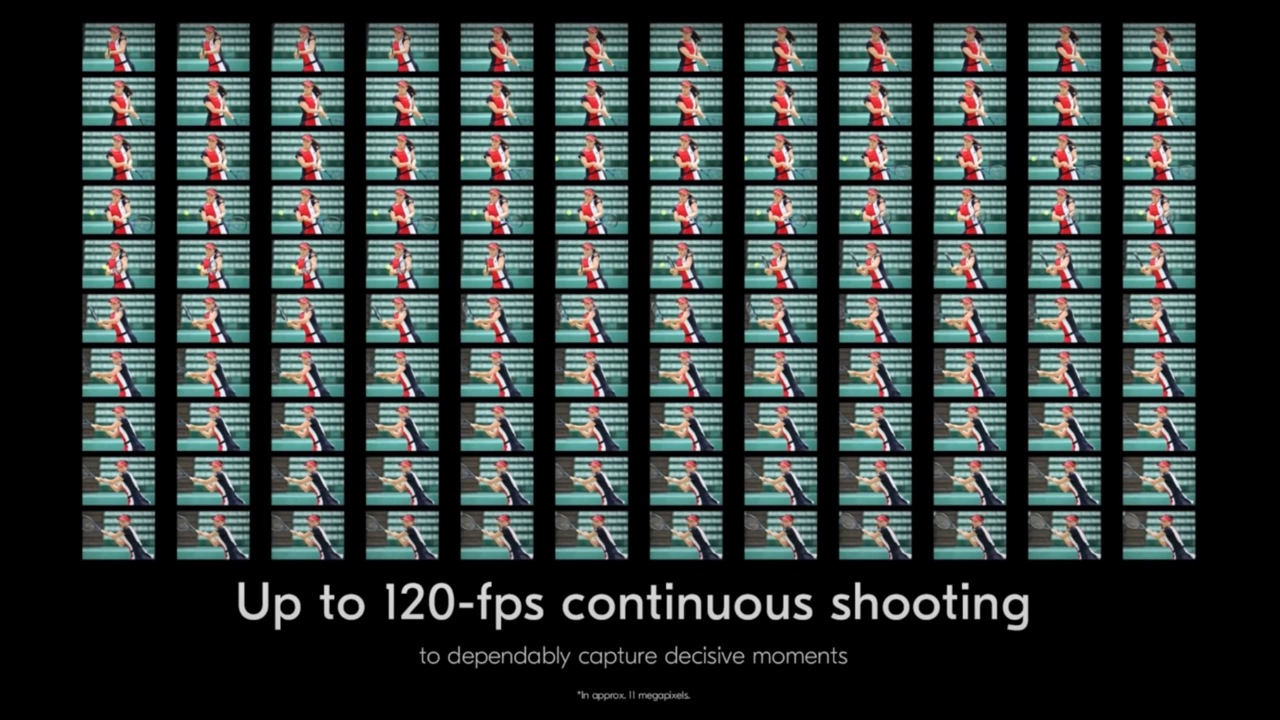 Up to 120-fps continuous shooting
to dependably capture decisive moments
*In approx. 11 megapixels.